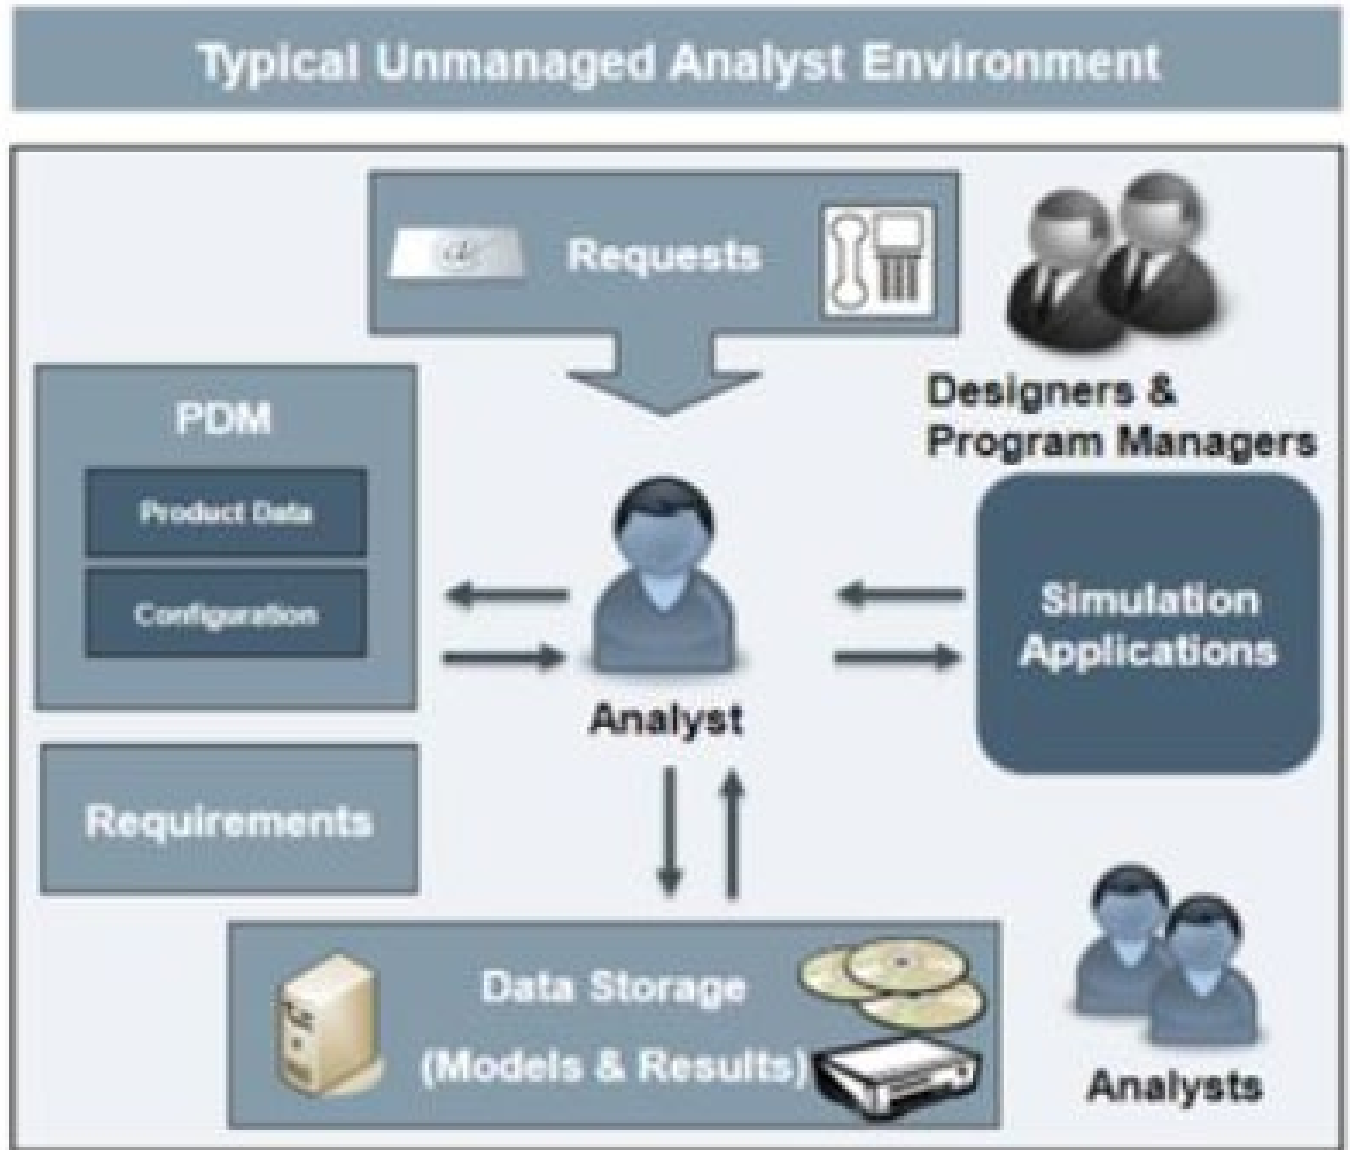 Typical Unmanaged Analyst Environment
@
Requests
Designers &
Program Managers
PDM
Product Data
Configuration
Simulation
Applications
Analyst
Requirements
Data Storage
(Models & Results)
Analysts